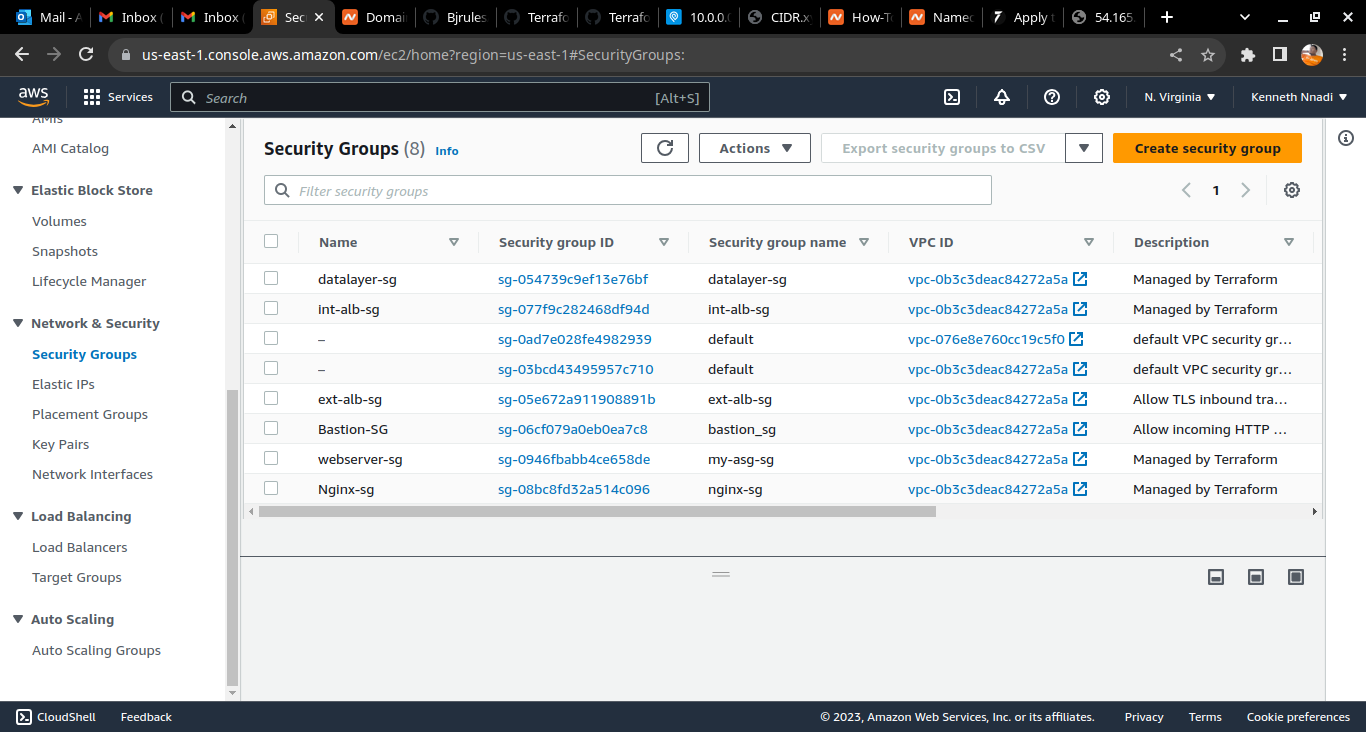 Mail - A
Inbox (
Inbox (
Sec
Domai
Bjrules
Terrafo
Terrafo
10.0.0.
CIDR.x
How-To
Namec
Apply t
54.165.
us-east-1.console.aws.amazon.com/ec2/home?region=us-east-1#SecurityGroups:
aws
Services
Search
[Alt+S]
N. Virginia
Kenneth Nnadi
AMIs
AMI Catalog
Elastic Block Store
Volumes
Snapshots
Lifecycle Manager
Network & Security
Security Groups
Elastic IPs
Placement Groups
Key Pairs
Network Interfaces
Load Balancing
Load Balancers
Target Groups
Auto Scaling
Auto Scaling Groups
Security Groups (8) Info
Actions
Export security groups to CSV
Create security group
Filter security groups
1
Name Security group ID Security group name VPC ID Description
datalayer-sg sg-054739c9ef13e76bf datalayer-sg vpc-0b3c3deac84272a5a Managed by Terraform
int-alb-sg sg-077f9c282468df94d int-alb-sg vpc-0b3c3deac84272a5a Managed by Terraform
– sg-0ad7e028fe4982939 default vpc-076e8e760cc19c5f0 default VPC security gr...
– sg-03bcd43495957c710 default vpc-0b3c3deac84272a5a default VPC security gr...
ext-alb-sg sg-05e672a911908891b ext-alb-sg vpc-0b3c3deac84272a5a Allow TLS inbound tra...
Bastion-SG sg-06cf079a0eb0ea7c8 bastion_sg vpc-0b3c3deac84272a5a Allow incoming HTTP ...
webserver-sg sg-0946fbabb4ce658de my-asg-sg vpc-0b3c3deac84272a5a Managed by Terraform
Nginx-sg sg-08bc8fd32a514c096 nginx-sg vpc-0b3c3deac84272a5a Managed by Terraform
CloudShell
Feedback
© 2023, Amazon Web Services, Inc. or its affiliates.
Privacy
Terms
Cookie preferences